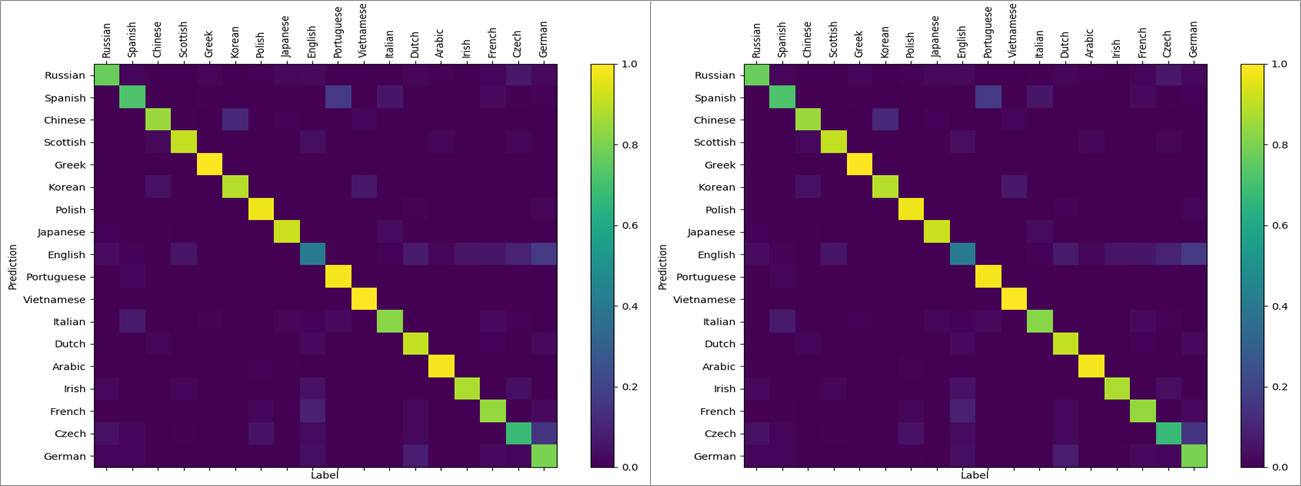 Russian Spanish Chinese Scottish Greek Korean Polish Japanese English Portuguese Vietnamese Italian Dutch Arabic Irish French Czech German
Russian
Spanish
Chinese
Scottish
Greek
Korean
Polish
Japanese
English
Portuguese
Vietnamese
Italian
Dutch
Arabic
Irish
French
Czech
German
Prediction
Label
1.0
0.8
0.6
0.4
0.2
0.0
Russian Spanish Chinese Scottish Greek Korean Polish Japanese English Portuguese Vietnamese Italian Dutch Arabic Irish French Czech German
Russian
Spanish
Chinese
Scottish
Greek
Korean
Polish
Japanese
English
Portuguese
Vietnamese
Italian
Dutch
Arabic
Irish
French
Czech
German
Prediction
Label
1.0
0.8
0.6
0.4
0.2
0.0